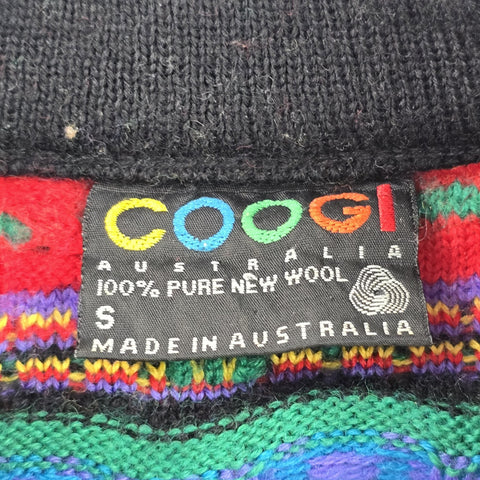 COOGI
AUSTRALIA
100% PURE NEW WOOL
S
MADE IN AUSTRALIA